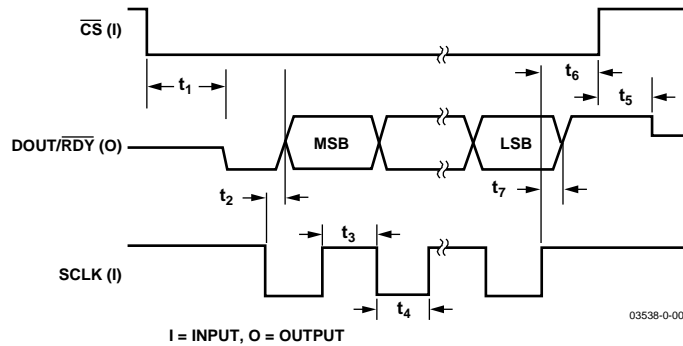 CS (I)
t1
t6
t5
DOUT/RDY (O)
MSB
LSB
t2
t7
t3
SCLK (I)
t4
03538-0-00
I = INPUT, O = OUTPUT